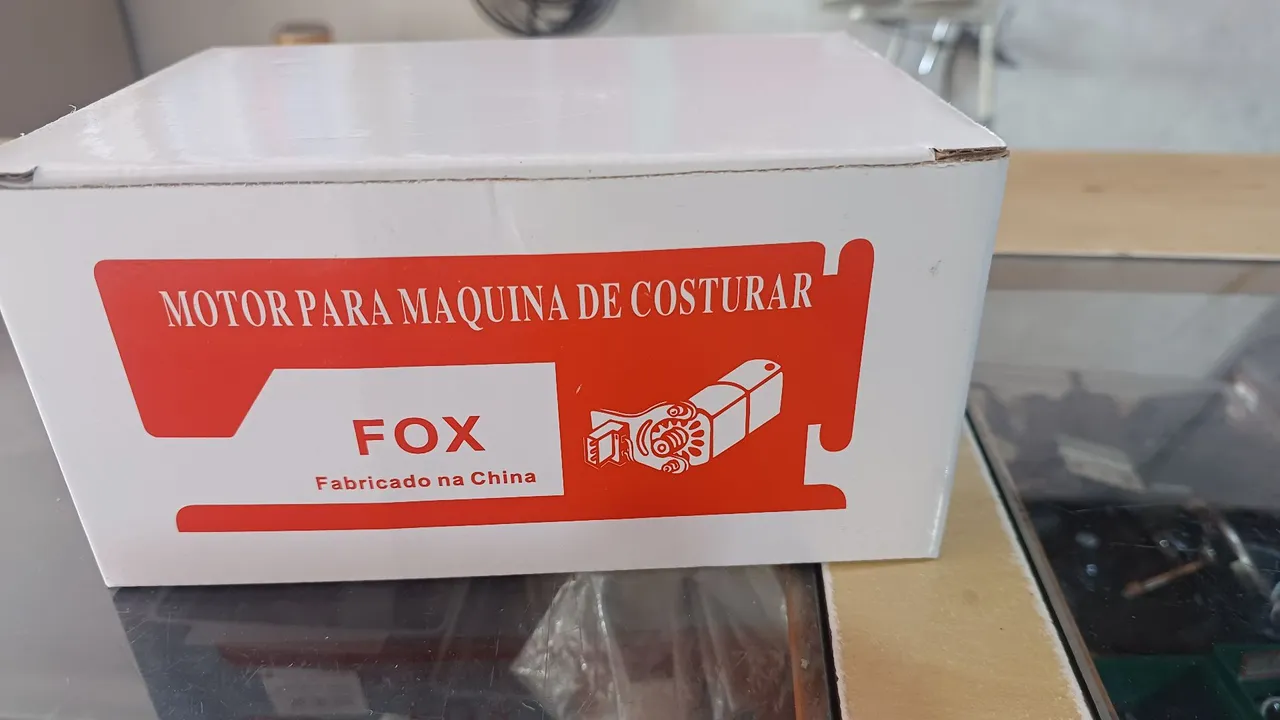 MOTOR PARA MAQUINA DE COSTURAR
FOX
Fabricado na China